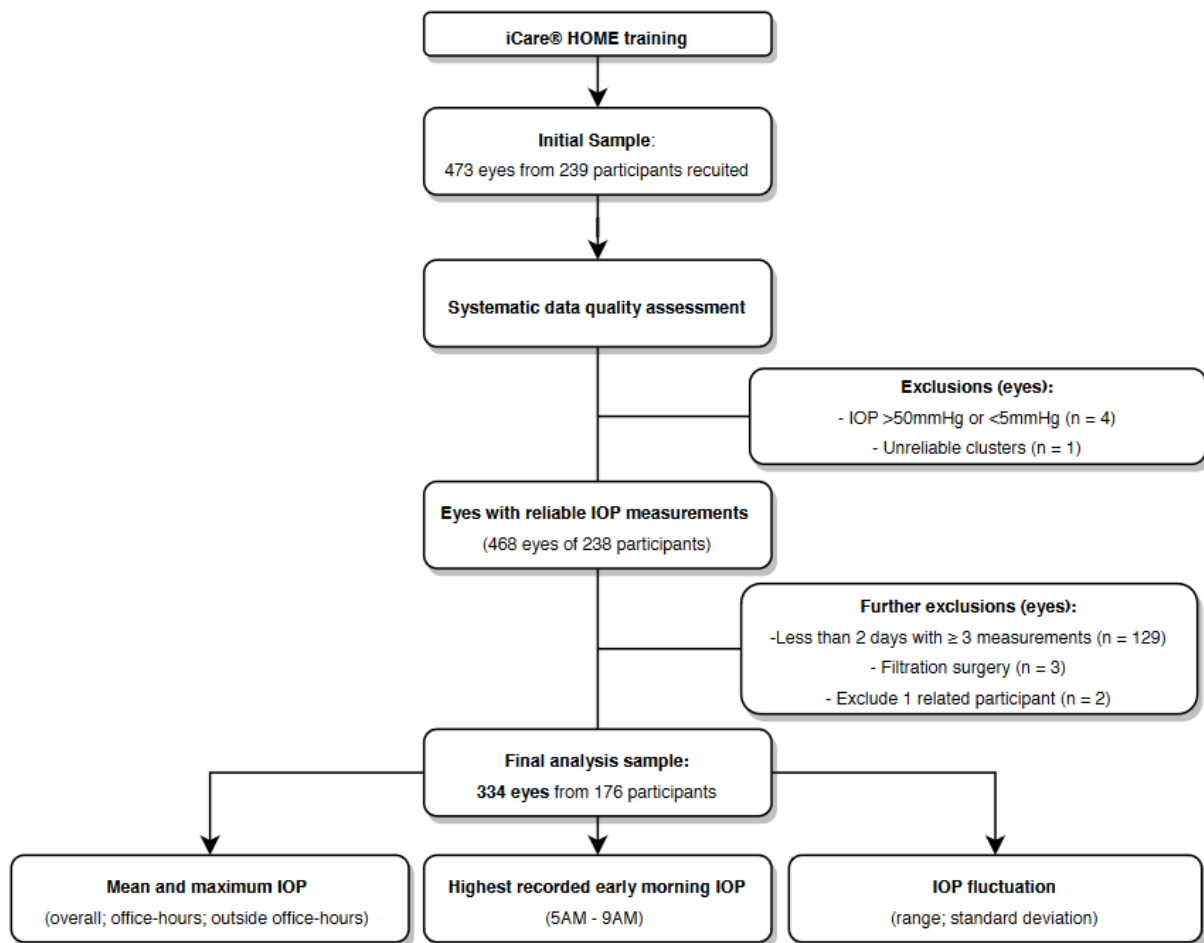 iCare® HOME training
Initial Sample:
473 eyes from 239 participants recuited
Systematic data quality assessment
Exclusions (eyes):
- IOP >50mmHg or <5mmHg (n = 4)
- Unreliable clusters (n = 1)
Eyes with reliable IOP measurements
(468 eyes of 238 participants)
Further exclusions (eyes):
-Less than 2 days with ≥ 3 measurements (n = 129)
- Filtration surgery (n = 3)
- Exclude 1 related participant (n = 2)
Final analysis sample:
334 eyes from 176 participants
Mean and maximum IOP
(overall; office-hours; outside office-hours)
Highest recorded early morning IOP
(5AM - 9AM)
IOP fluctuation
(range; standard deviation)